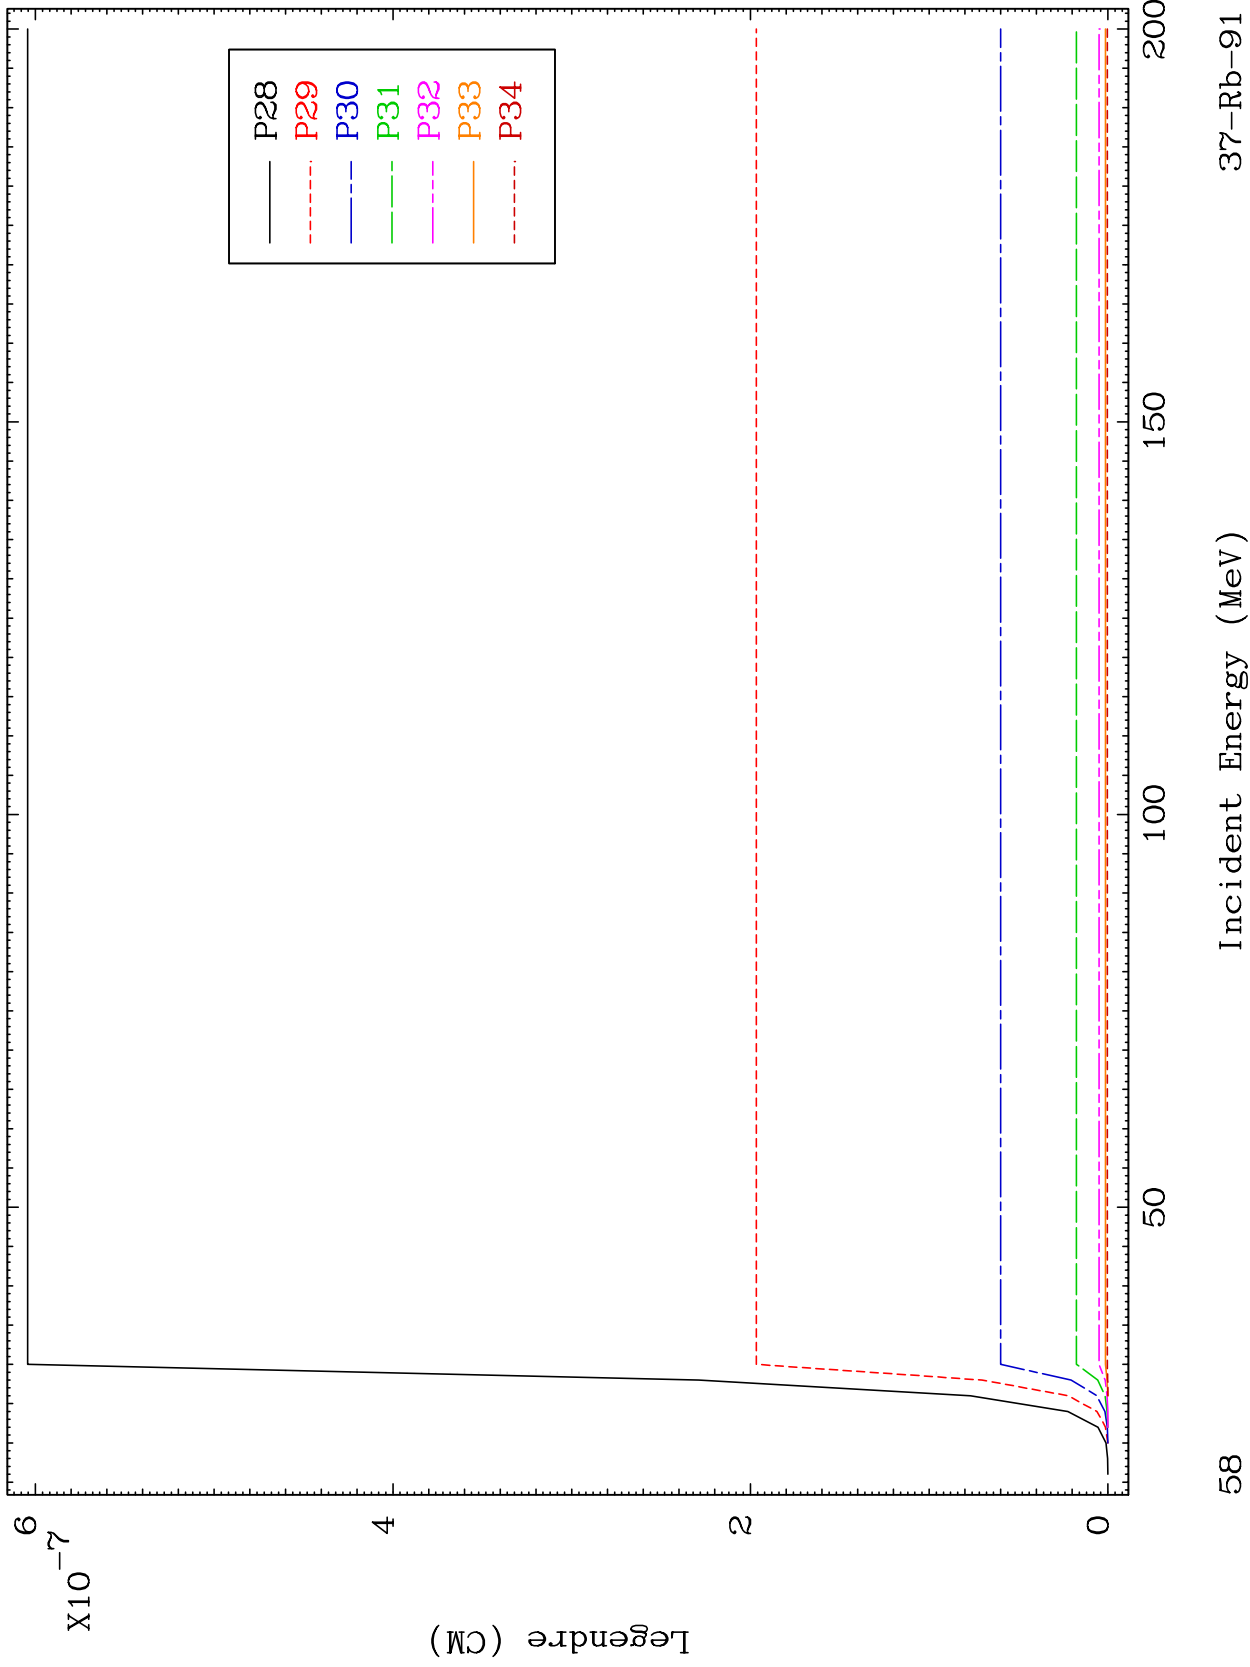 X10-7
6
4
2
0
Legendre (CM)
P28
P29
P30
P31
P32
P33
P34
50
100
150
200
Incident Energy (MeV)
58
37-Rb-91